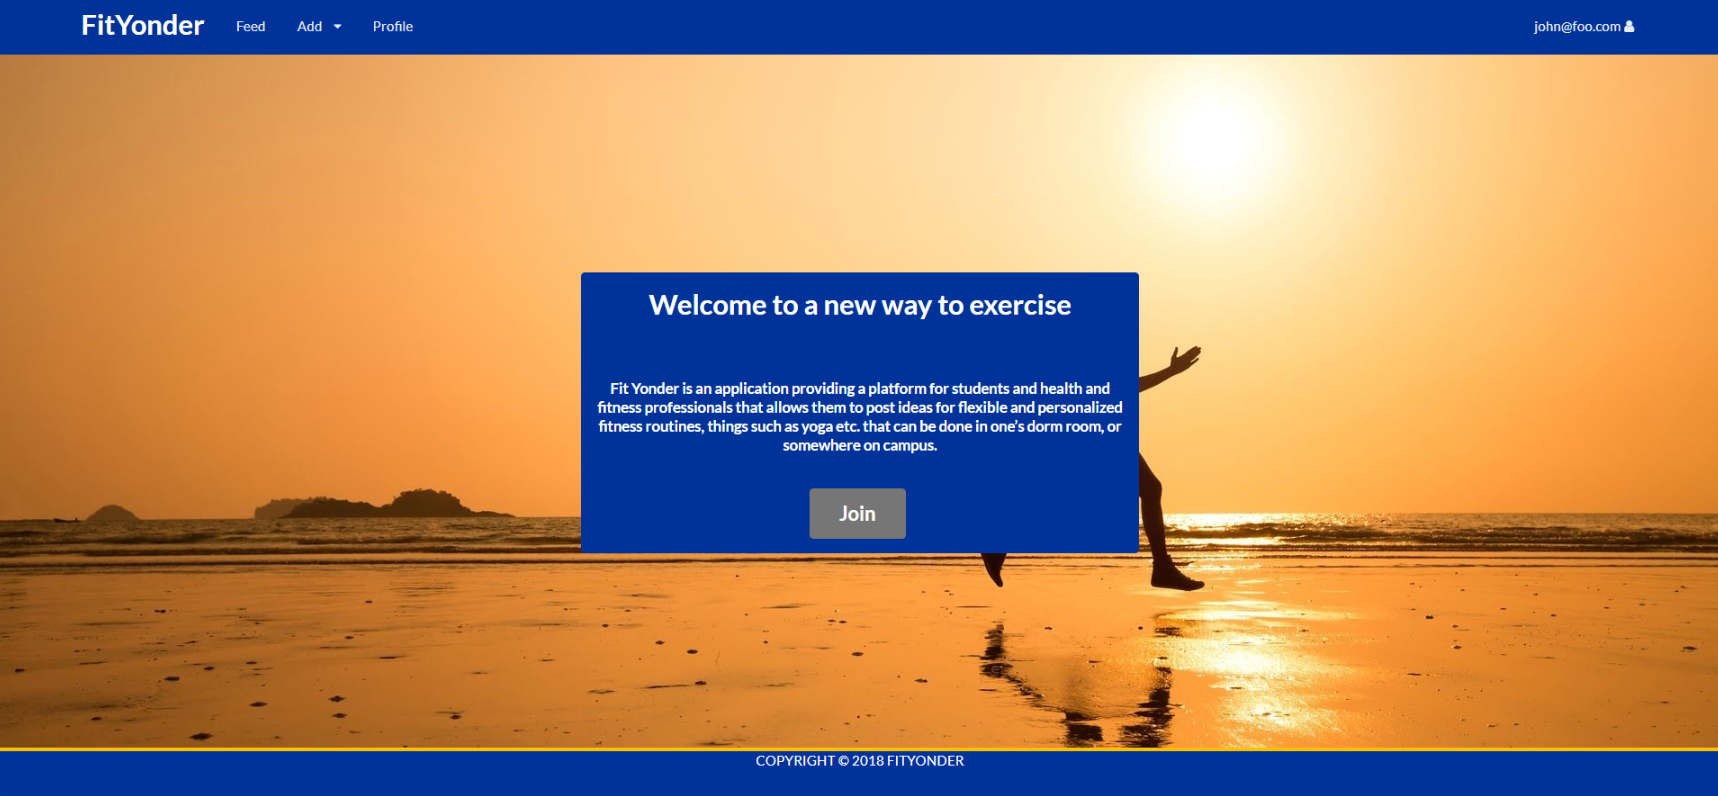 FitYonder Feed Add Profile john@foo.com
Welcome to a new way to exercise
Fit Yonder is an application providing a platform for students and health and
fitness professionals that allows them to post ideas for flexible and personalized
fitness routines, things such as yoga etc. that can be done in one’s dorm room, or
somewhere on campus.
Join
COPYRIGHT © 2018 FITYONDER